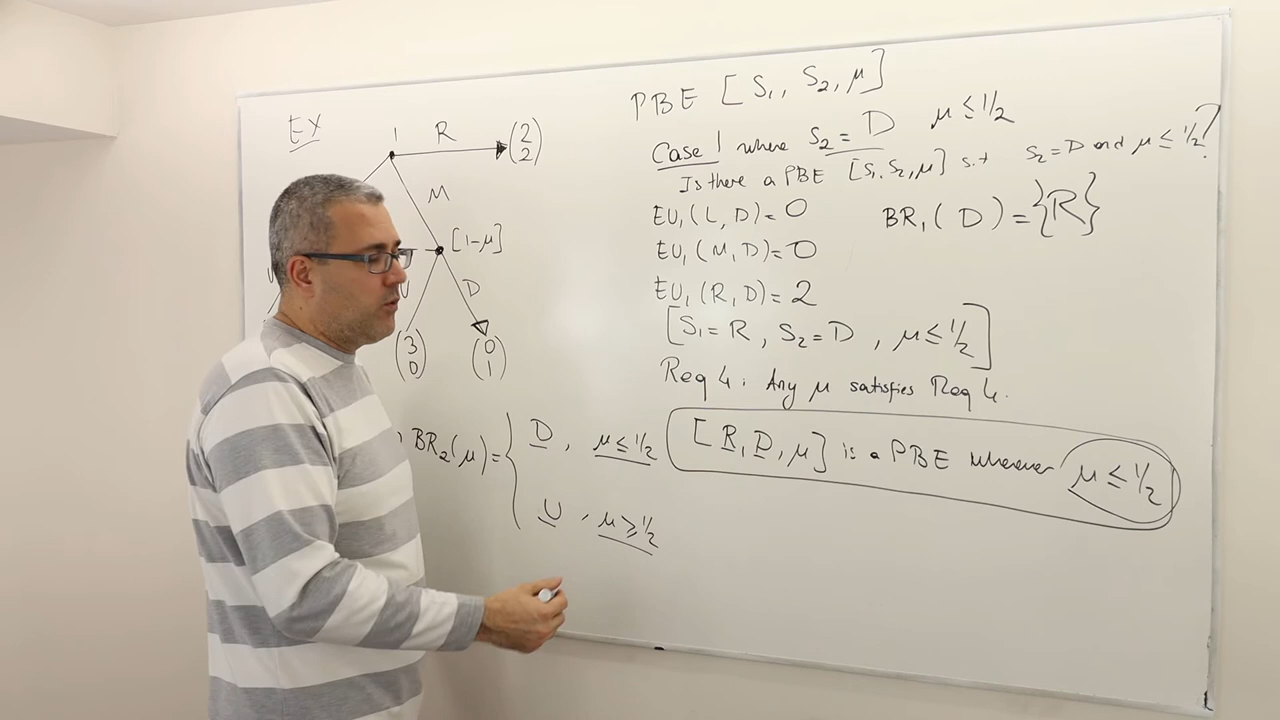 EX
1 R (2 2)
M
[1-μ]
U D
(3 0) (0 1)
BR₂(μ) = { D, μ ≤ 1/2
U, μ ≥ 1/2
PBE [S₁, S₂, μ]
Case 1 where S₂ = D μ ≤ 1/2
Is there a PBE [S₁, S₂, μ] s.t S₂ = D and μ ≤ 1/2?
EU₁(L, D) = 0 BR₁(D) = {R}
EU₁(M, D) = 0
EU₁(R, D) = 2
[S₁ = R, S₂ = D, μ ≤ 1/2]
Req 4: Any μ satisfies Req 4.
[R, D, μ] is a PBE whenever μ ≤ 1/2